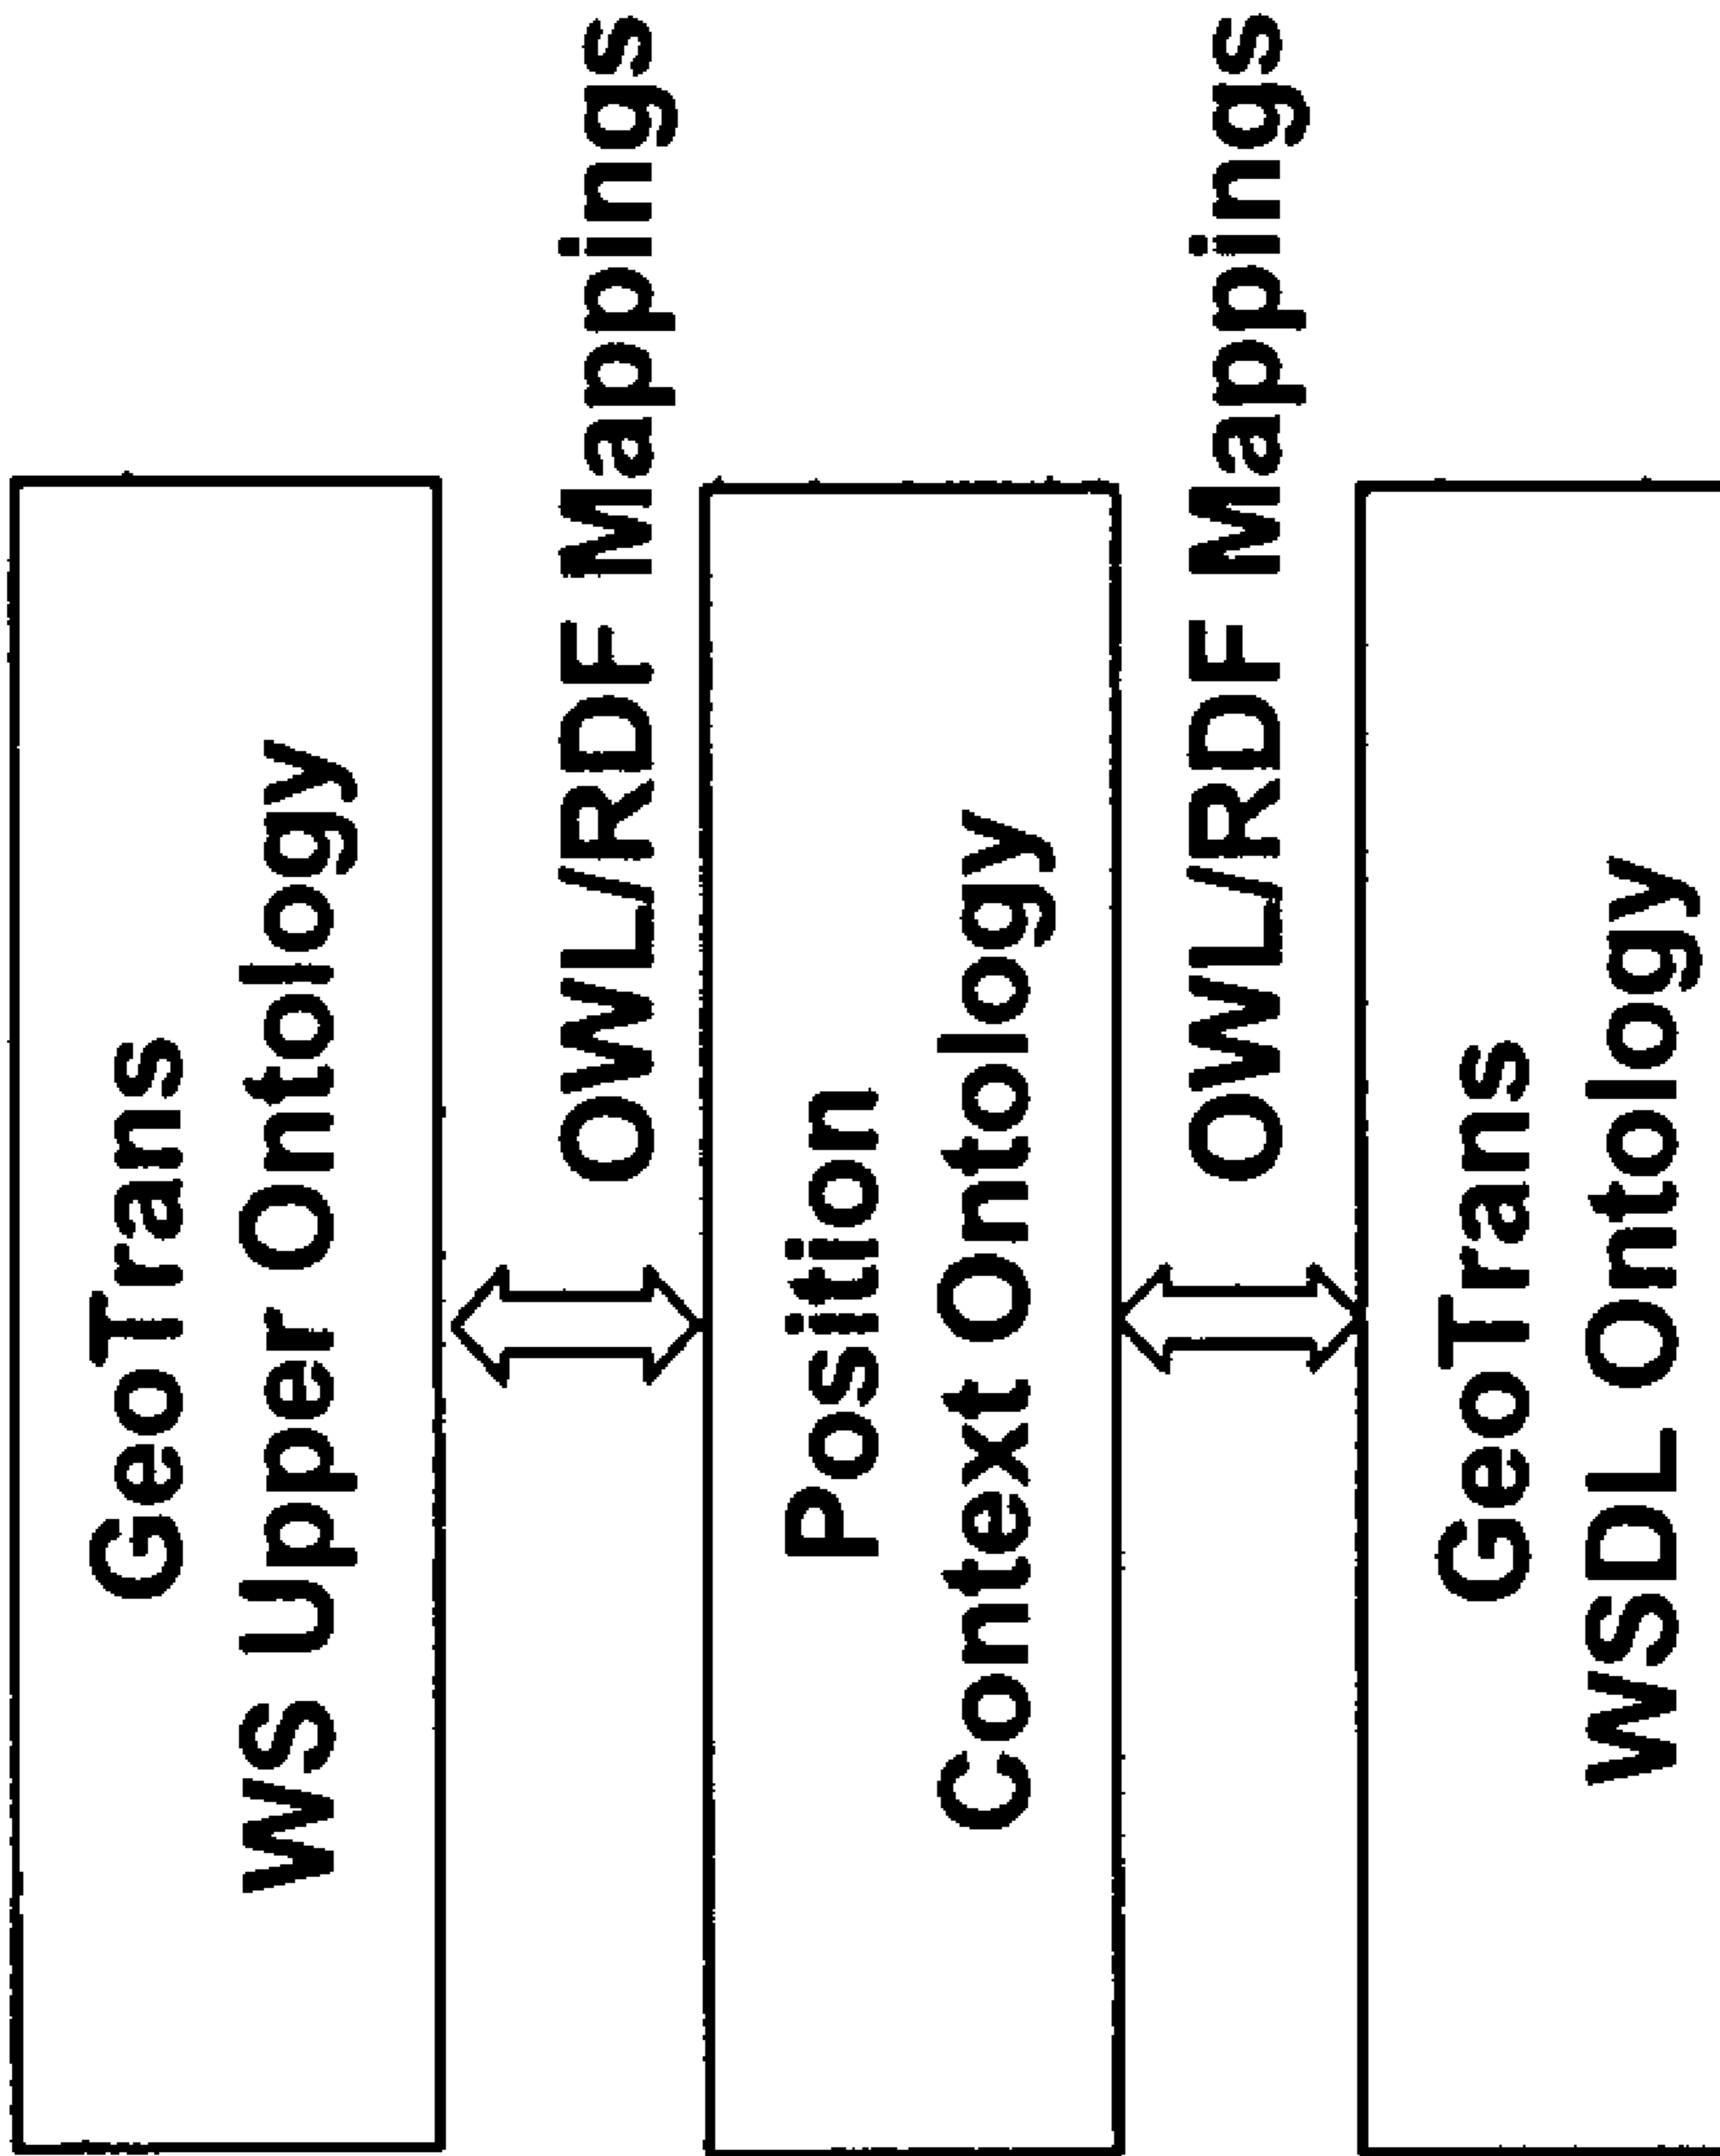 GeoTrans
WS Upper Ontology
OWL/RDF Mappings
Position
Context Ontology
OWL/RDF Mappings
GeoTrans
WSDL Ontology